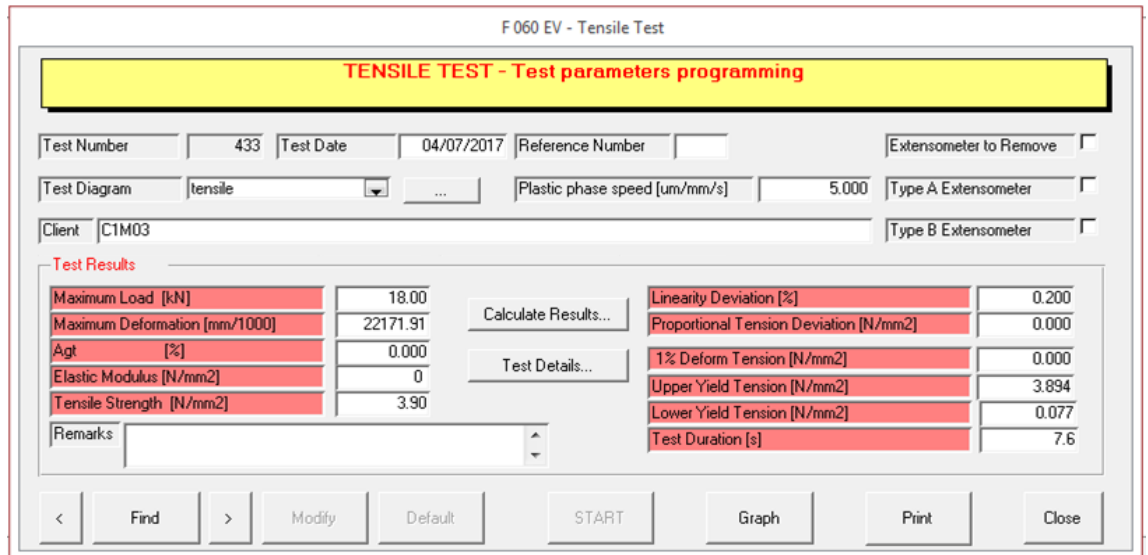 F 060 EV - Tensile Test
TENSILE TEST - Test parameters programming
Test Number 433 Test Date 04/07/2017 Reference Number Extensometer to Remove
Test Diagram tensile ... Plastic phase speed [um/mm/s] 5.000 Type A Extensometer
Client C1M03 Type B Extensometer
Test Results
Maximum Load [kN] 18.00 Linearity Deviation [%] 0.200
Maximum Deformation [mm/1000] 22171.91 Calculate Results... Proportional Tension Deviation [N/mm2] 0.000
Agt [%] 0.000 1% Deform Tension [N/mm2] 0.000
Elastic Modulus [N/mm2] 0 Test Details... Upper Yield Tension [N/mm2] 3.894
Tensile Strength [N/mm2] 3.90 Lower Yield Tension [N/mm2] 0.077
Remarks Test Duration [s] 7.6
< Find > Modify Default START Graph Print Close